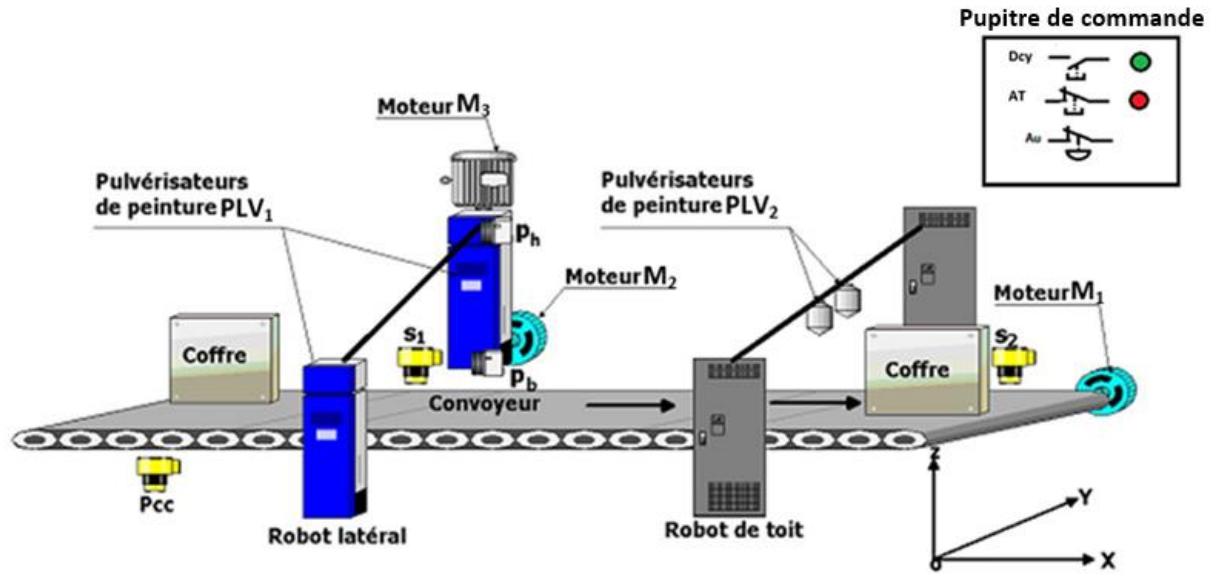 Pupitre de commande
Dcy
AT
Au
Moteur M3
Pulvérisateurs
de peinture PLV1
ph
Moteur M2
Pulvérisateurs
de peinture PLV2
Moteur M1
s1
s2
Coffre
Coffre
pb
Convoyeur
Pcc
Robot latéral
Robot de toit
Z
Y
X
o